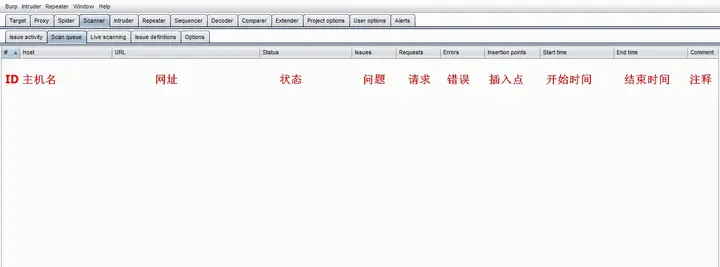 Burp Intruder Repeater Window Help
Target Proxy Spider Scanner Intruder Repeater Sequencer Decoder Comparer Extender Project options User options Alerts
Issue activity Scan queue Live scanning Issue definitions Options
# Host URL Status Issues Requests Errors Insertion points Start time End time Comment
ID 主机名 网址 状态 问题 请求 错误 插入点 开始时间 结束时间 注释